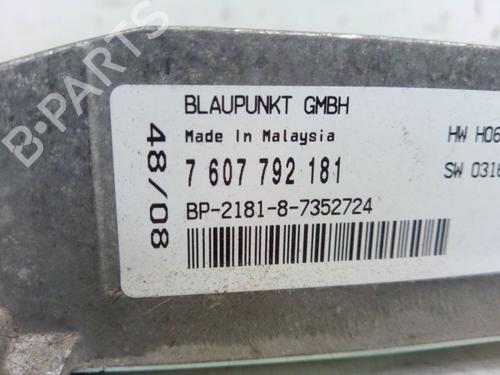 B-PARTS
48/08
BLAUPUNKT GMBH
Made In Malaysia
7 607 792 181
BP-2181-8-7352724
HW H06
SW 0316